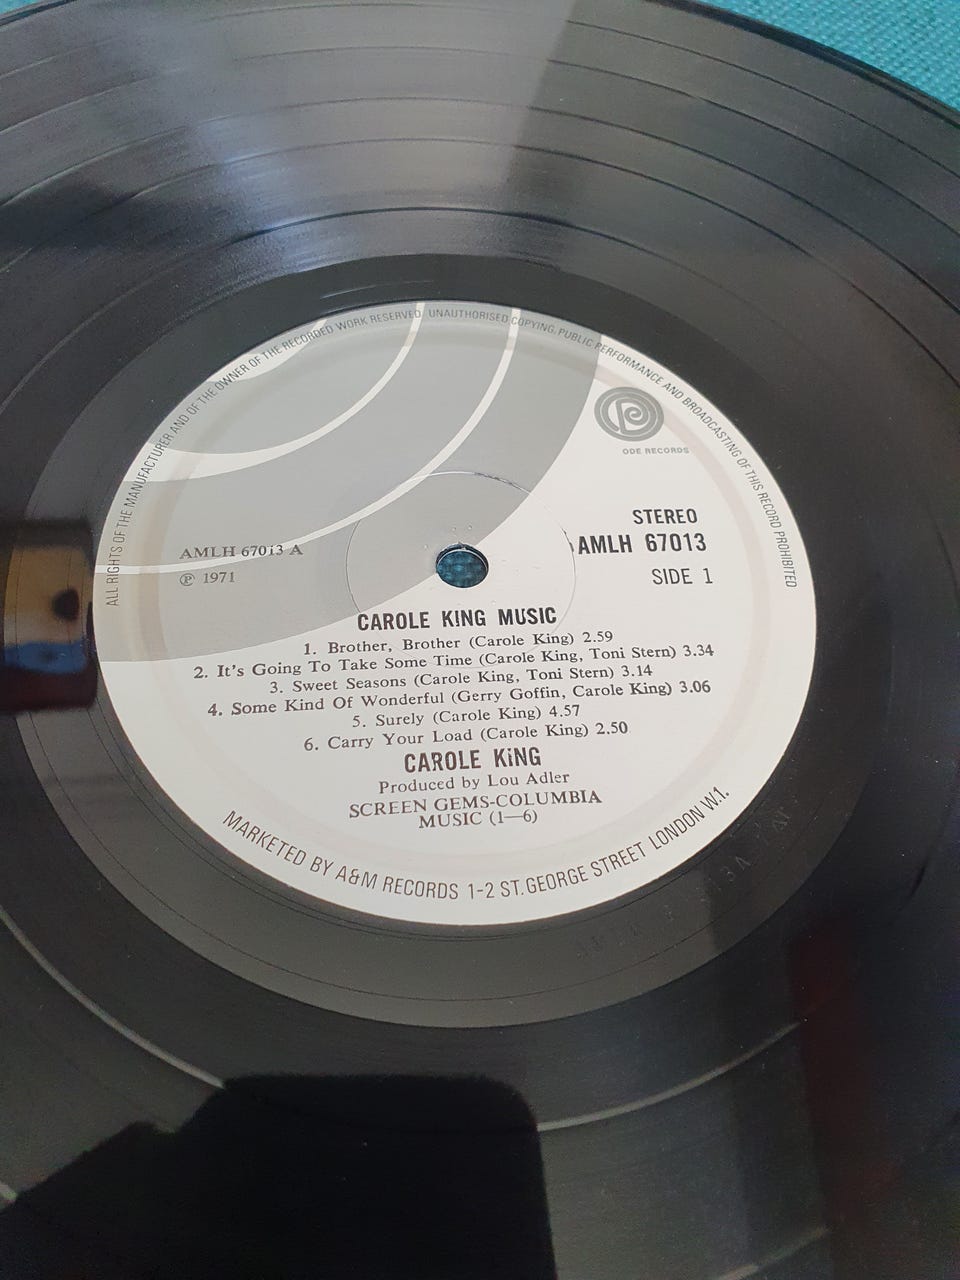 ALL RIGHTS OF THE MANUFACTURER AND OF THE OWNER OF THE RECORDED WORK RESERVED. UNAUTHORISED COPYING, PUBLIC PERFORMANCE AND BROADCASTING OF THIS RECORD PROHIBITED
ODE RECORDS
STEREO
AMLH 67013
SIDE 1
AMLH 67013 A
℗ 1971
CAROLE KING MUSIC
1. Brother, Brother (Carole King) 2.59
2. It's Going To Take Some Time (Carole King, Toni Stern) 3.34
3. Sweet Seasons (Carole King, Toni Stern) 3.14
4. Some Kind Of Wonderful (Gerry Goffin, Carole King) 3.06
5. Surely (Carole King) 4.57
6. Carry Your Load (Carole King) 2.50
CAROLE KiNG
Produced by Lou Adler
SCREEN GEMS-COLUMBIA
MUSIC (1—6)
MARKETED BY A&M RECORDS 1-2 ST. GEORGE STREET LONDON W.1.